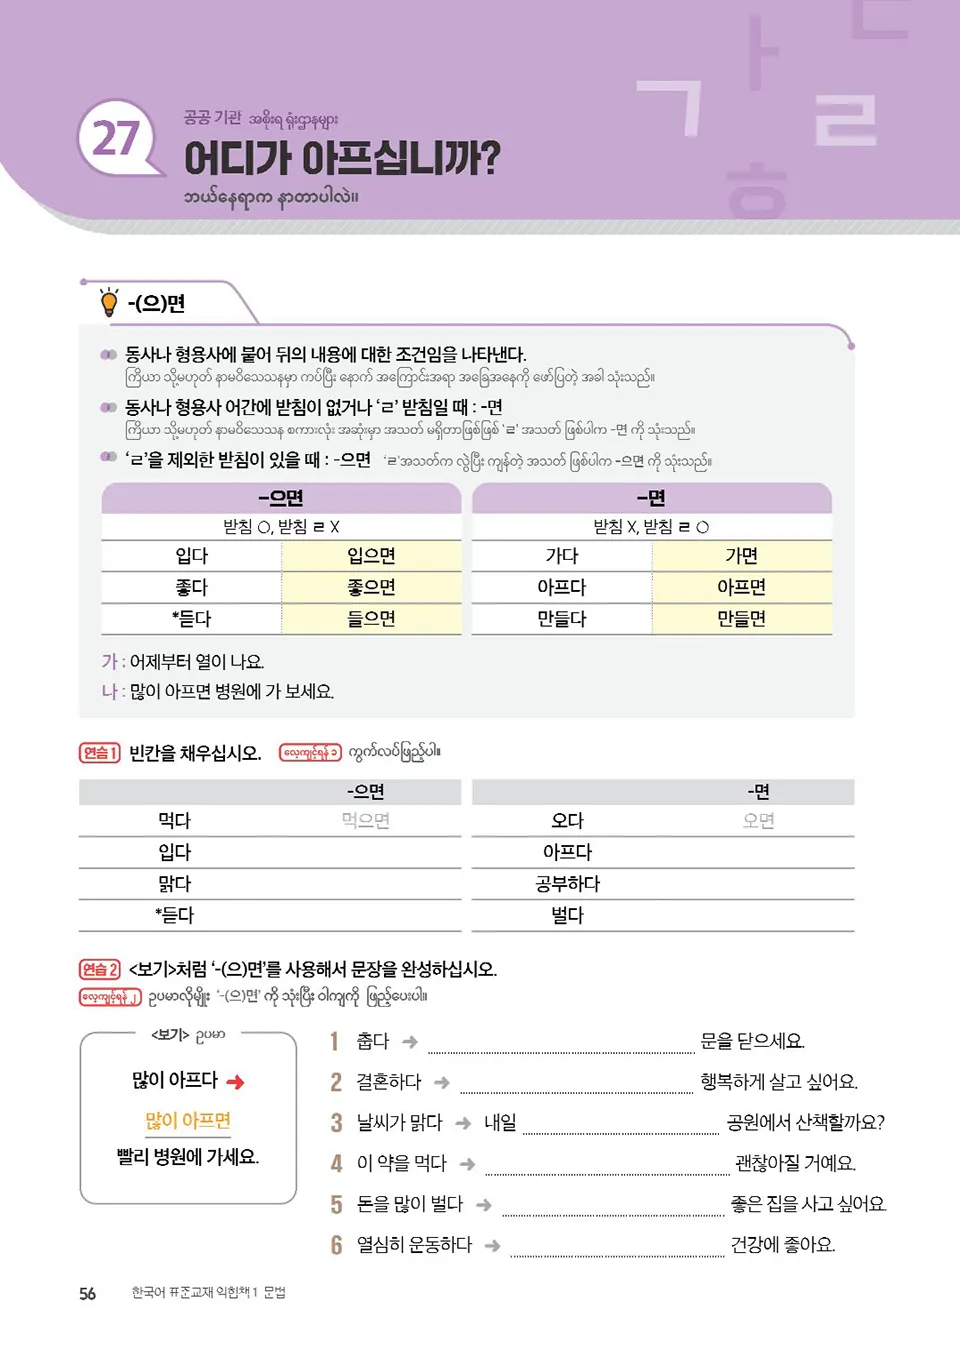 27
공공 기관 အစိုးရ ရုံးဌာနများ
어디가 아프십니까?
ဘယ်နေရာက နာတာပါလဲ။
ㄱ ㅏ ㄷ ㄹ ㅎ
-(으)면
동사나 형용사에 붙어 뒤의 내용에 대한 조건임을 나타낸다.
ကြိယာ သို့မဟုတ် နာမဝိသေသနမှာ ကပ်ပြီး နောက် အကြောင်းအရာ အခြေအနေကို ဖော်ပြတဲ့ အခါ သုံးသည်။
동사나 형용사 어간에 받침이 없거나 ‘ㄹ’ 받침일 때 : -면
ကြိယာ သို့မဟုတ် နာမဝိသေသန စကားလုံး အဆုံးမှာ အသတ် မရှိတာဖြစ်ဖြစ် ‘ㄹ’ အသတ် ဖြစ်ပါက -면 ကို သုံးသည်။
‘ㄹ’을 제외한 받침이 있을 때 : -으면 ‘ㄹ’အသတ်က လွဲပြီး ကျန်တဲ့ အသတ် ဖြစ်ပါက -으면 ကို သုံးသည်။
-으면 -면
받침 O, 받침 ㄹ X 받침 X, 받침 ㄹ O
입다 입으면 가다 가면
좋다 좋으면 아프다 아프면
*듣다 들으면 만들다 만들면
가 : 어제부터 열이 나요.
나 : 많이 아프면 병원에 가 보세요.
연습 1 빈칸을 채우십시오. လေ့ကျင့်ရန် ၁ ကွက်လပ်ဖြည့်ပါ။
-으면 -면
먹다 먹으면 오다 오면
입다 아프다
맑다 공부하다
*듣다 벌다
연습 2 <보기>처럼 ‘-(으)면’를 사용해서 문장을 완성하십시오.
လေ့ကျင့်ရန် ၂ ဥပမာလိုမျိုး ‘-(으)면’ ကို သုံးပြီး ဝါကျကို ဖြည့်ပေးပါ။
<보기> ဥပမာ
많이 아프다 ➜
많이 아프면
빨리 병원에 가세요.
1 춥다 ➜ 문을 닫으세요.
2 결혼하다 ➜ 행복하게 살고 싶어요.
3 날씨가 맑다 ➜ 내일 공원에서 산책할까요?
4 이 약을 먹다 ➜ 괜찮아질 거예요.
5 돈을 많이 벌다 ➜ 좋은 집을 사고 싶어요.
6 열심히 운동하다 ➜ 건강에 좋아요.
56 한국어 표준교재 익힘책 1 문법